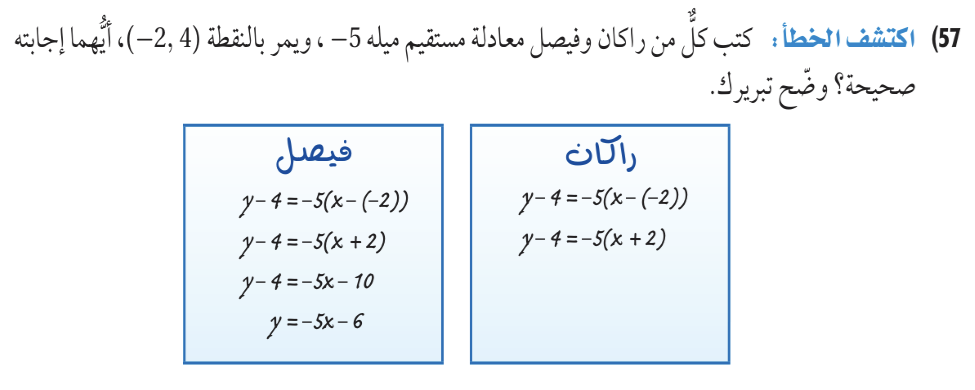 57) اكتشف الخطأ: كتب كلٌّ من راكان وفيصل معادلة مستقيم ميله 5− ، ويمر بالنقطة (−2, 4)، أيُّهما إجابته
صحيحة؟ وضّح تبريرك.
راكان
y − 4 = −5(x − (−2))
y − 4 = −5(x + 2)
فيصل
y − 4 = −5(x − (−2))
y − 4 = −5(x + 2)
y − 4 = −5x − 10
y = −5x − 6